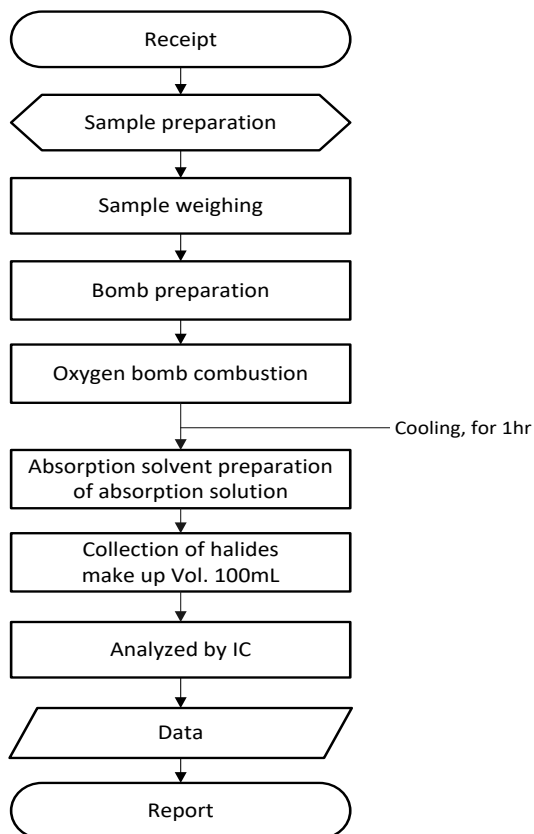 Receipt
Sample preparation
Sample weighing
Bomb preparation
Oxygen bomb combustion
Cooling, for 1hr
Absorption solvent preparation
of absorption solution
Collection of halides
make up Vol. 100mL
Analyzed by IC
Data
Report